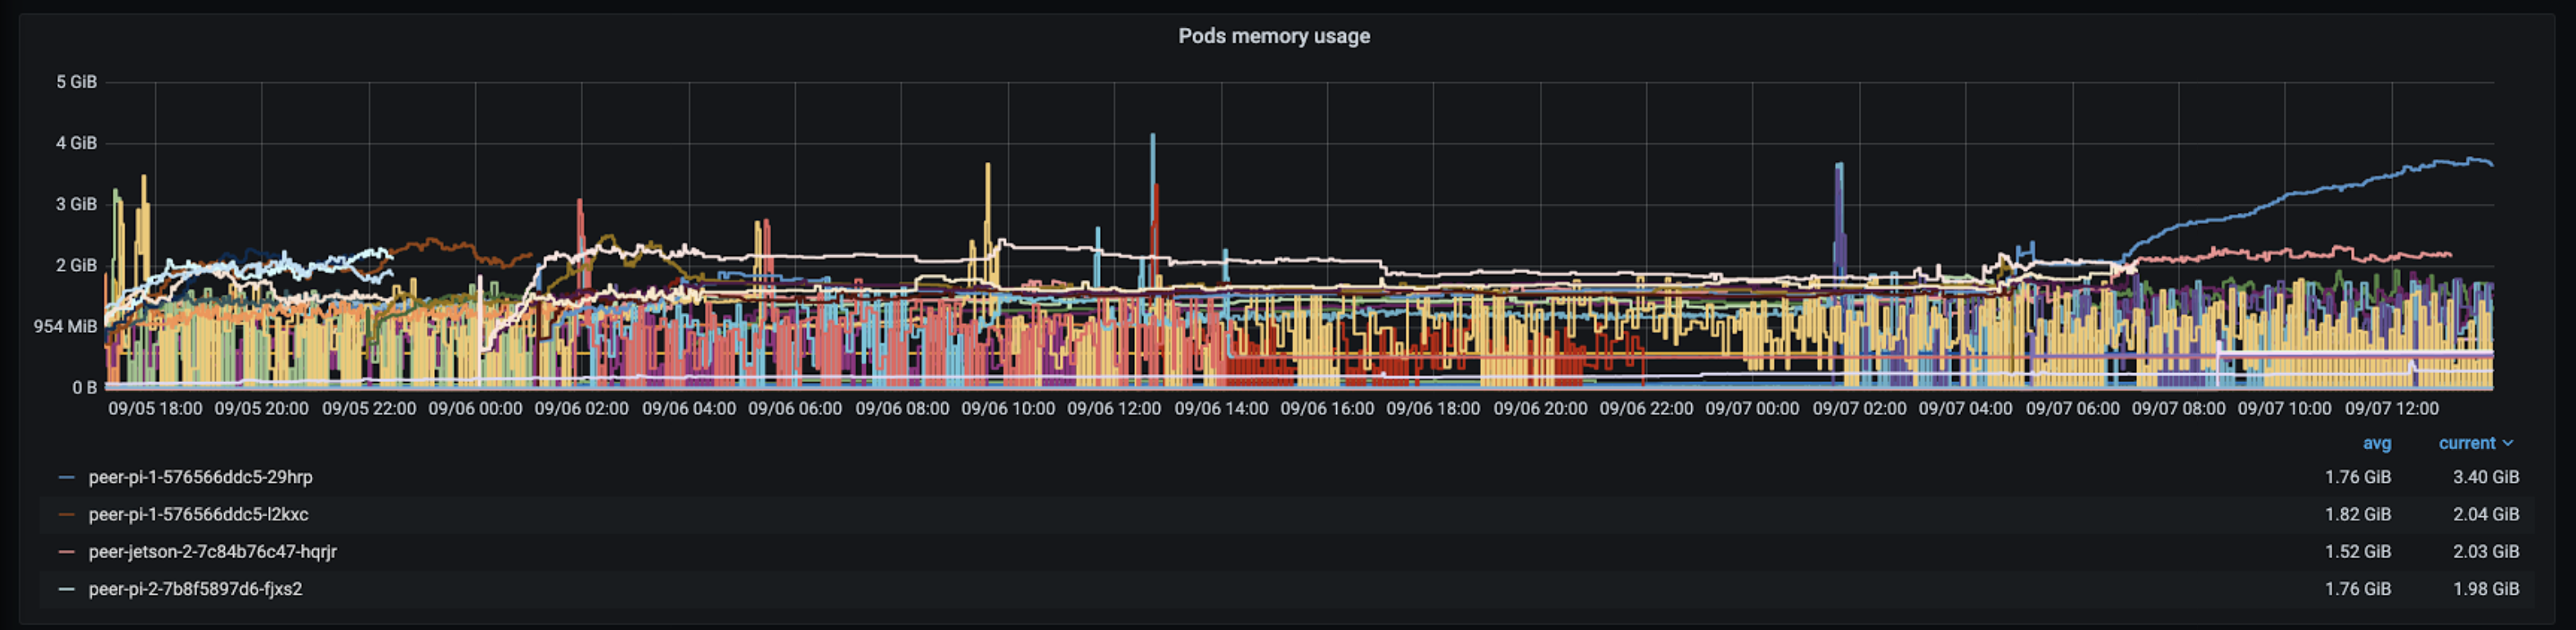 Pods memory usage
5 GiB
4 GiB
3 GiB
2 GiB
954 MiB
0 B
09/05 18:00 09/05 20:00 09/05 22:00 09/06 00:00 09/06 02:00 09/06 04:00 09/06 06:00 09/06 08:00 09/06 10:00 09/06 12:00 09/06 14:00 09/06 16:00 09/06 18:00 09/06 20:00 09/06 22:00 09/07 00:00 09/07 02:00 09/07 04:00 09/07 06:00 09/07 08:00 09/07 10:00 09/07 12:00
avg current
peer-pi-1-576566ddc5-29hrp 1.76 GiB 3.40 GiB
peer-pi-1-576566ddc5-l2kxc 1.82 GiB 2.04 GiB
peer-jetson-2-7c84b76c47-hqrjr 1.52 GiB 2.03 GiB
peer-pi-2-7b8f5897d6-fjxs2 1.76 GiB 1.98 GiB